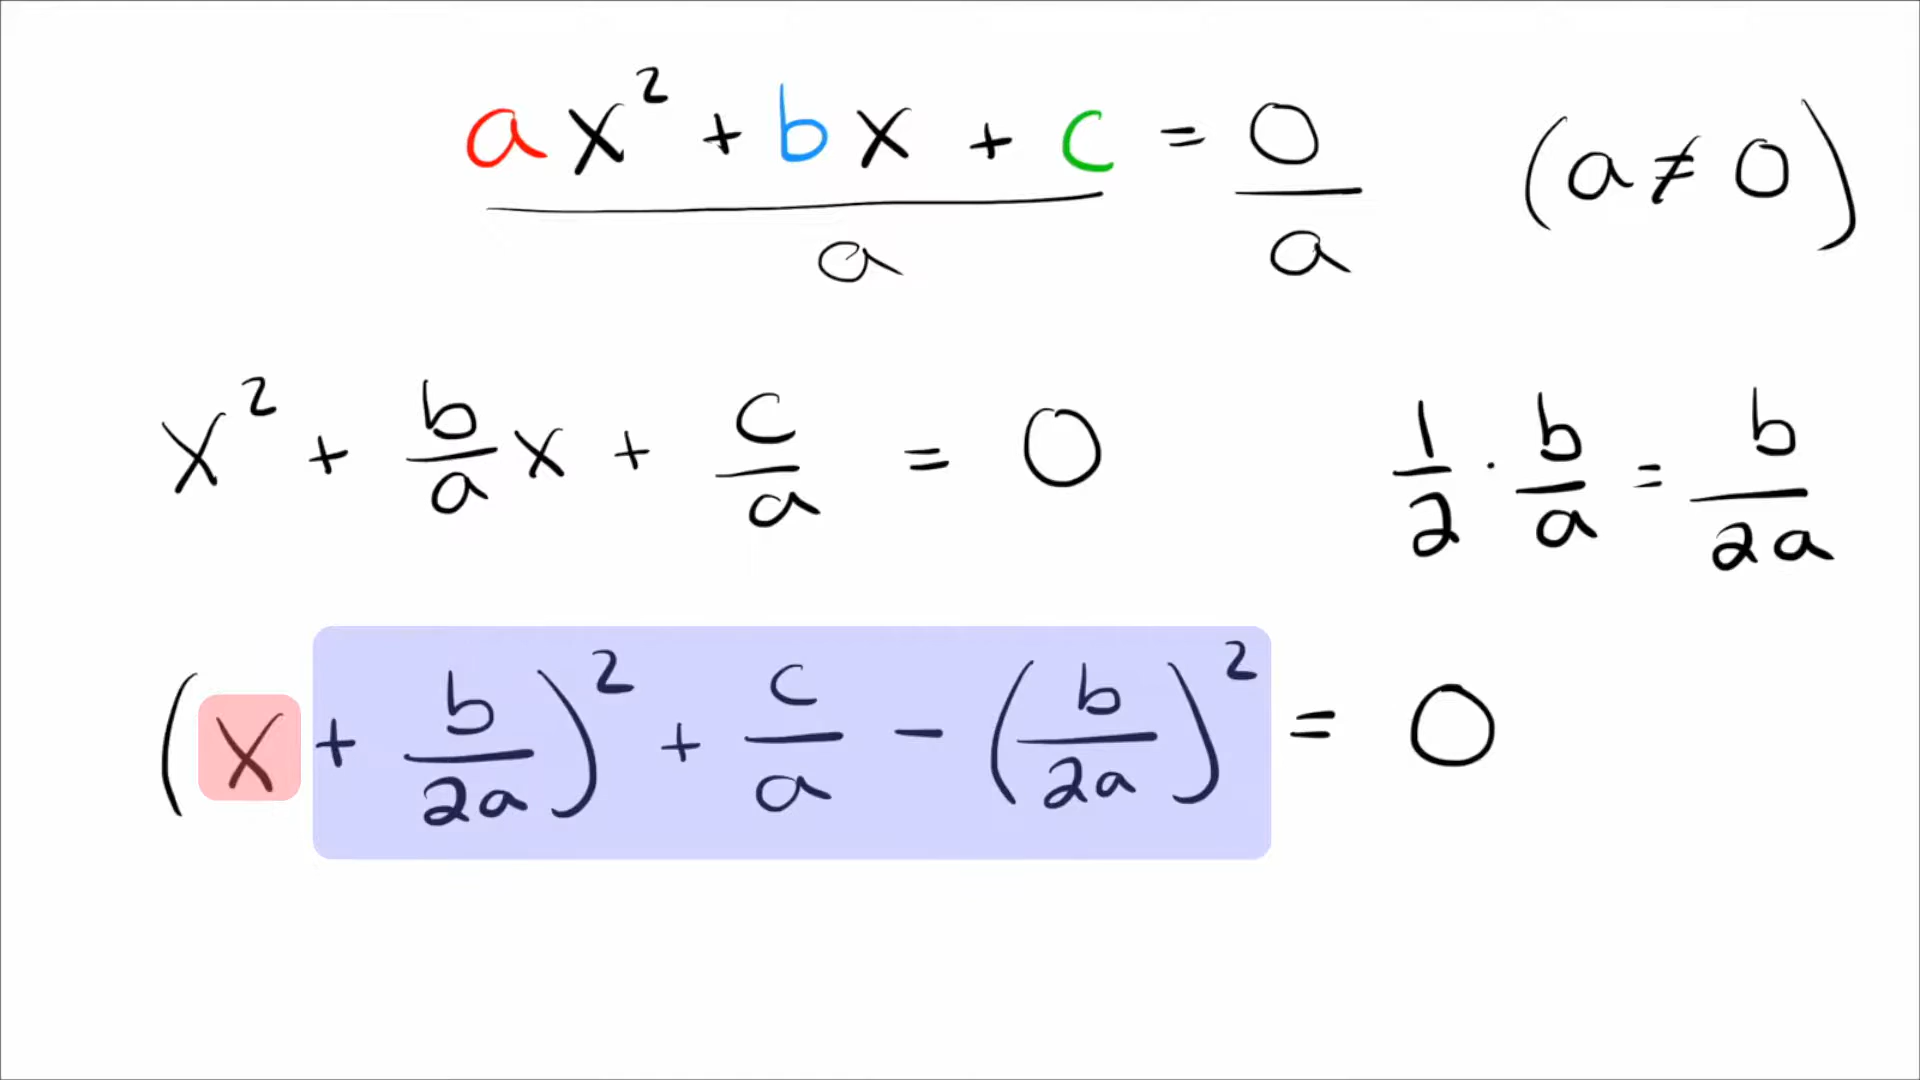 (ax² + bx + c)/a = 0/a (a ≠ 0)
x² + b/a x + c/a = 0
1/2 · b/a = b/2a
(x + b/2a)² + c/a − (b/2a)² = 0